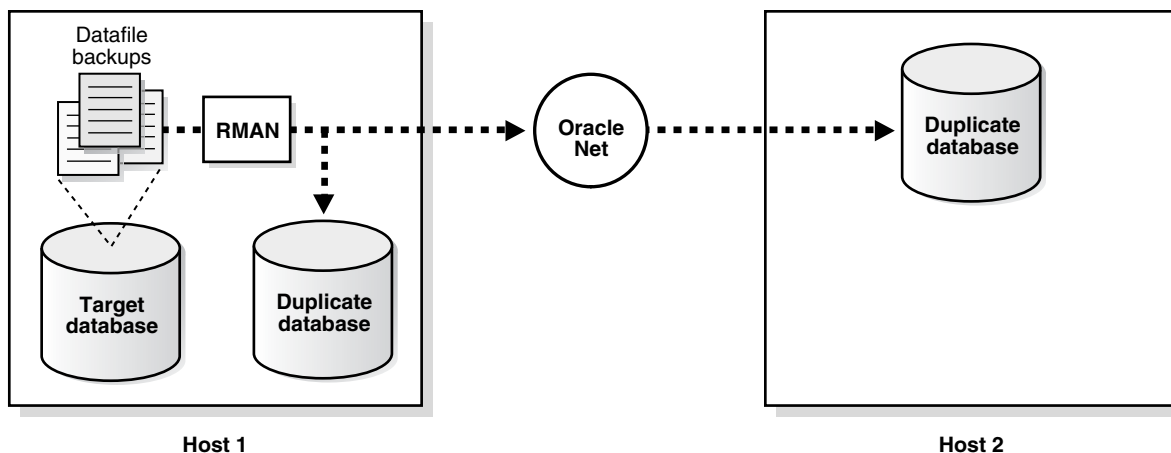 Datafile
backups
RMAN
Oracle
Net
Duplicate
database
Target
database
Duplicate
database
Host 1
Host 2